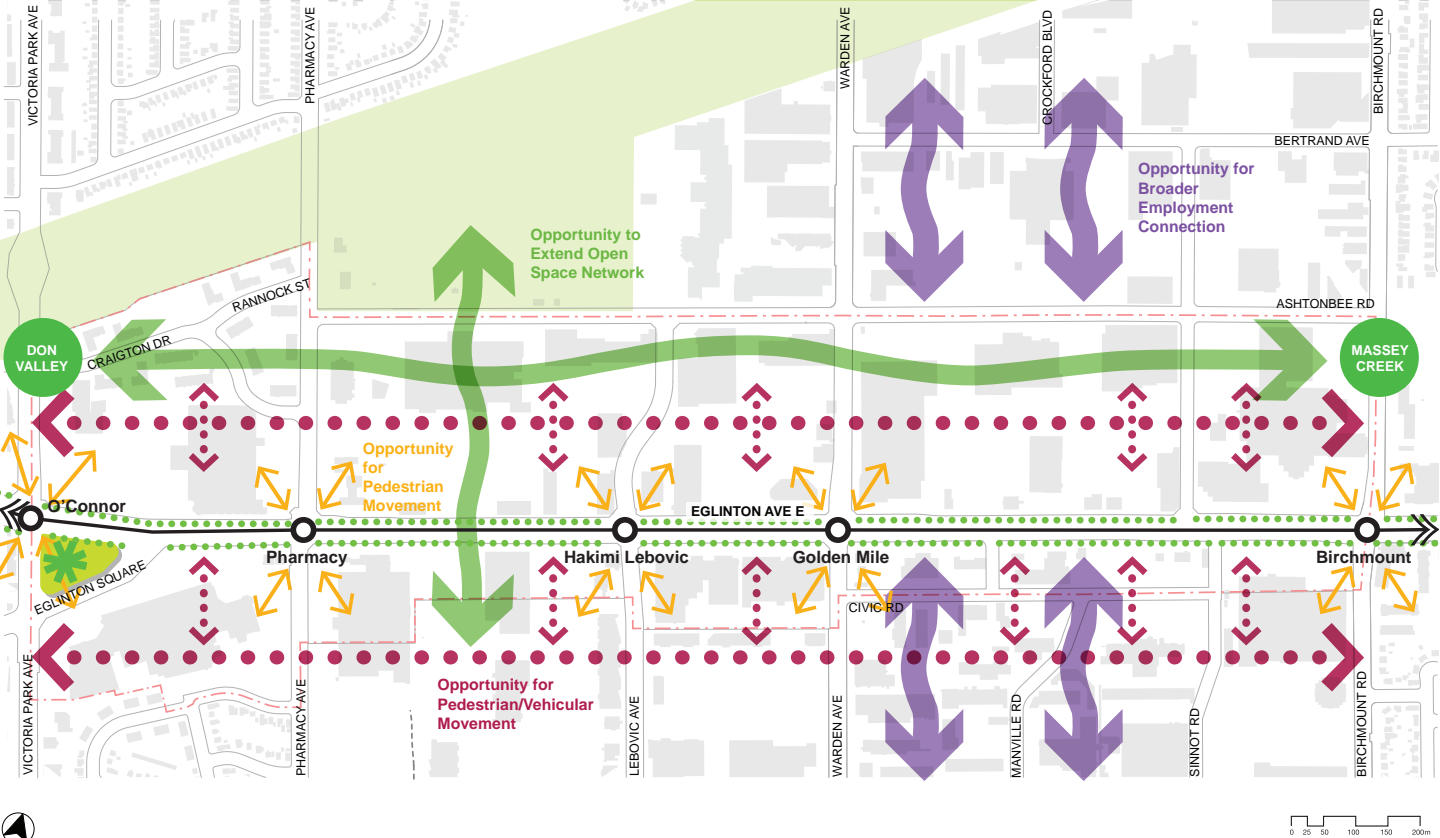 VICTORIA PARK AVE
PHARMACY AVE
WARDEN AVE
CROCKFORD BLVD
BIRCHMOUNT RD
BERTRAND AVE
Opportunity for
Broader
Employment
Connection
Opportunity to
Extend Open
Space Network
RANNOCK ST
ASHTONBEE RD
DON
VALLEY
CRAIGTON DR
MASSEY
CREEK
Opportunity
for
Pedestrian
Movement
O'Connor
EGLINTON AVE E
Pharmacy
Hakimi Lebovic
Golden Mile
Birchmount
EGLINTON SQUARE
CIVIC RD
Opportunity for
Pedestrian/Vehicular
Movement
VICTORIA PARK AVE
PHARMACY AVE
LEBOVIC AVE
WARDEN AVE
MANVILLE RD
SINNOT RD
BIRCHMOUNT RD
0 25 50 100 150 200m